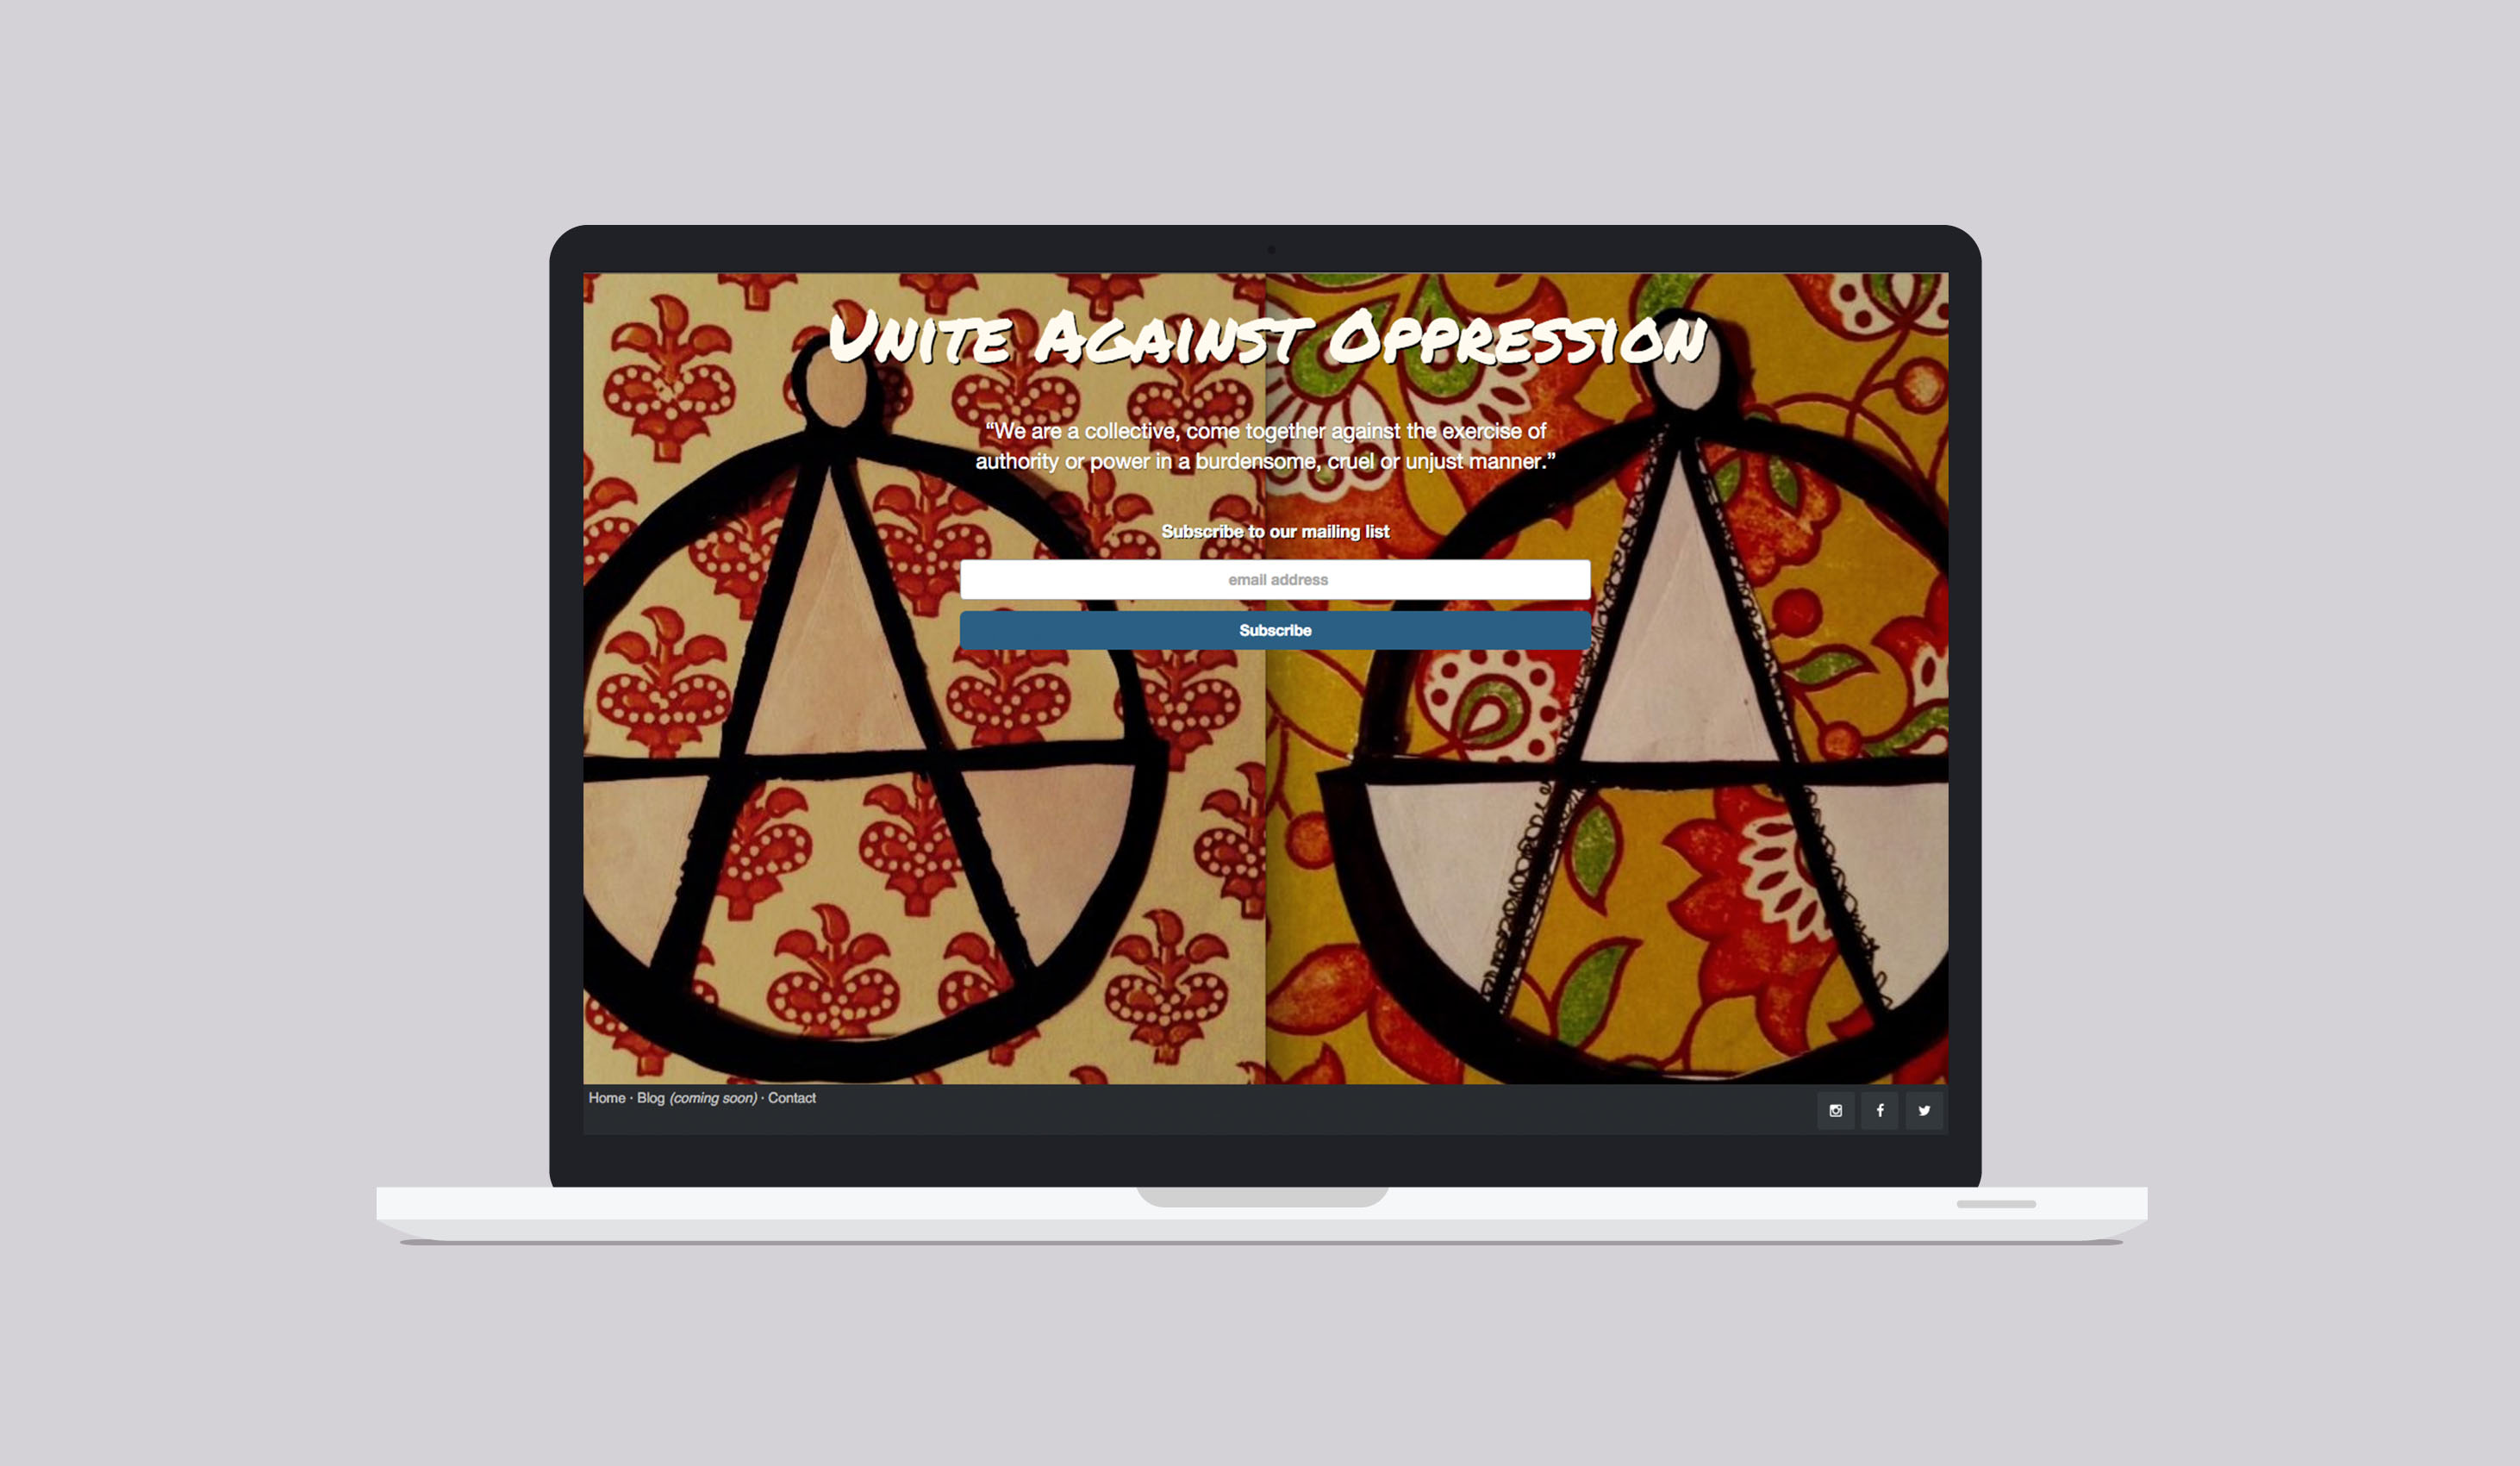 Unite Against Oppression
“We are a collective, come together against the exercise of
authority or power in a burdensome, cruel or unjust manner.”
Subscribe to our mailing list
email address
Subscribe
Home · Blog (coming soon) · Contact